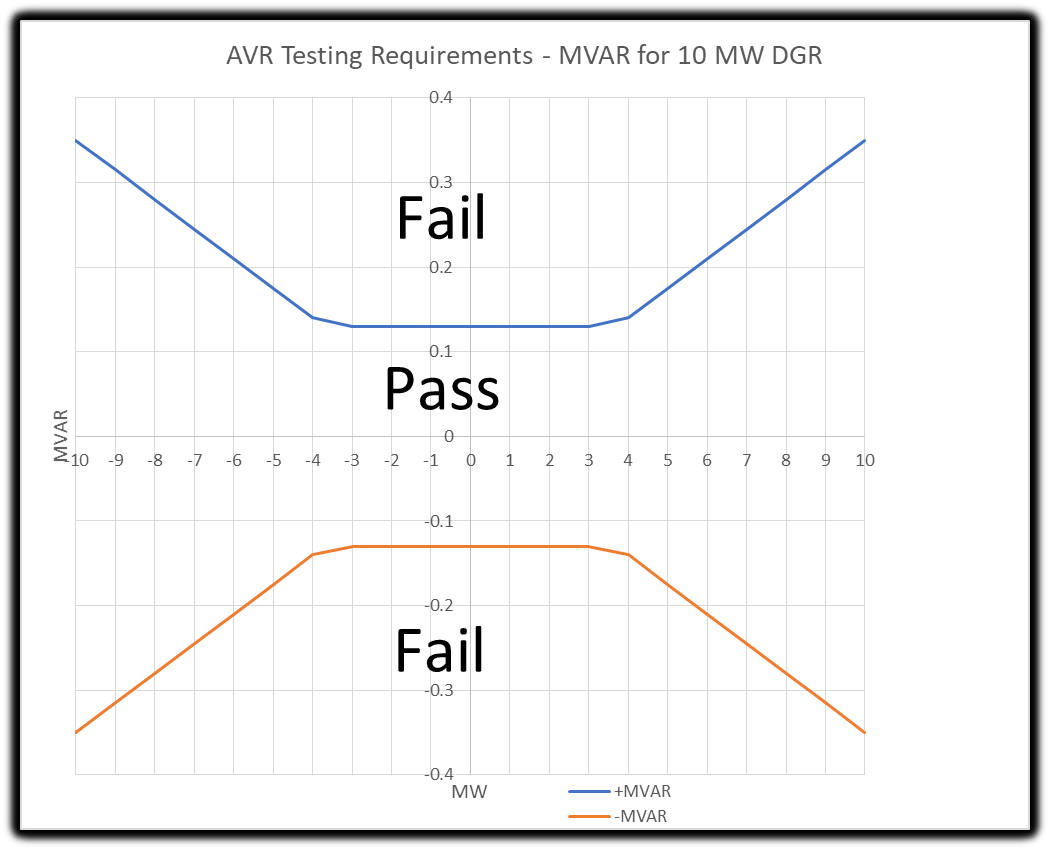 AVR Testing Requirements - MVAR for 10 MW DGR
0.4
0.3
Fail
0.2
0.1
Pass
0
MVAR
-10 -9 -8 -7 -6 -5 -4 -3 -2 -1 0 1 2 3 4 5 6 7 8 9 10
-0.1
-0.2
Fail
-0.3
-0.4
MW
+MVAR
-MVAR